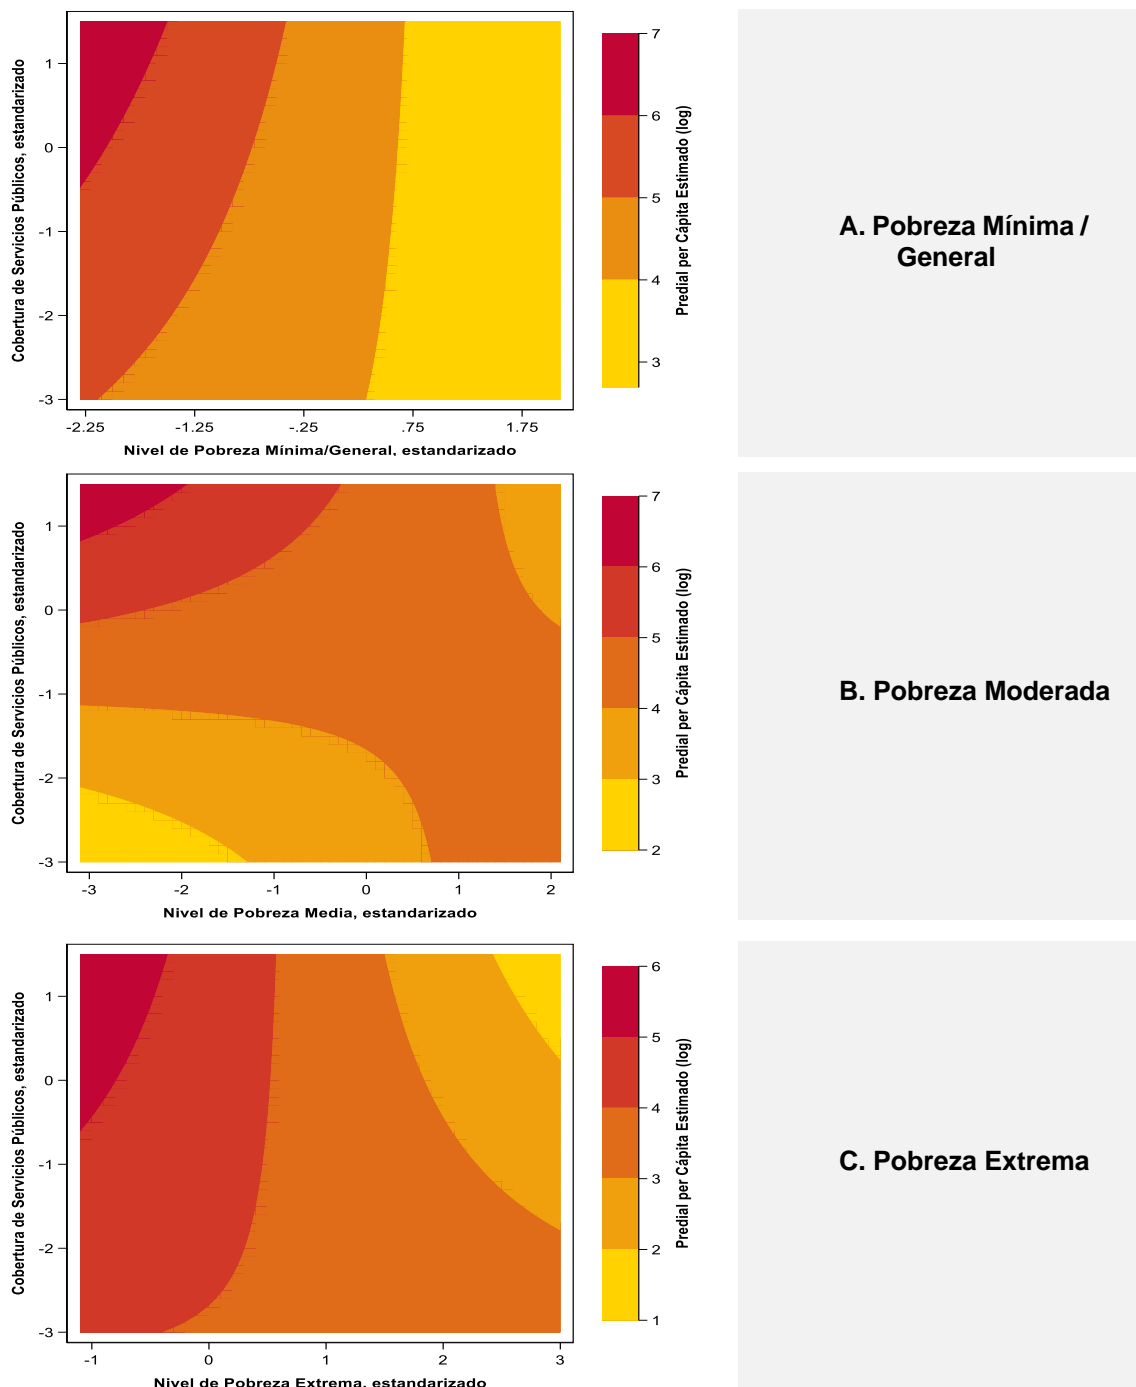 Cobertura de Servicios Públicos, estandarizado
1
0
-1
-2
-3
-2.25 -1.25 -.25 .75 1.75
Nivel de Pobreza Mínima/General, estandarizado
7
6
5
4
3
Predial per Cápita Estimado (log)
A. Pobreza Mínima /
General
Cobertura de Servicios Públicos, estandarizado
1
0
-1
-2
-3
-3 -2 -1 0 1 2
Nivel de Pobreza Media, estandarizado
7
6
5
4
3
2
Predial per Cápita Estimado (log)
B. Pobreza Moderada
Cobertura de Servicios Públicos, estandarizado
1
0
-1
-2
-3
-1 0 1 2 3
Nivel de Pobreza Extrema, estandarizado
6
5
4
3
2
1
Predial per Cápita Estimado (log)
C. Pobreza Extrema